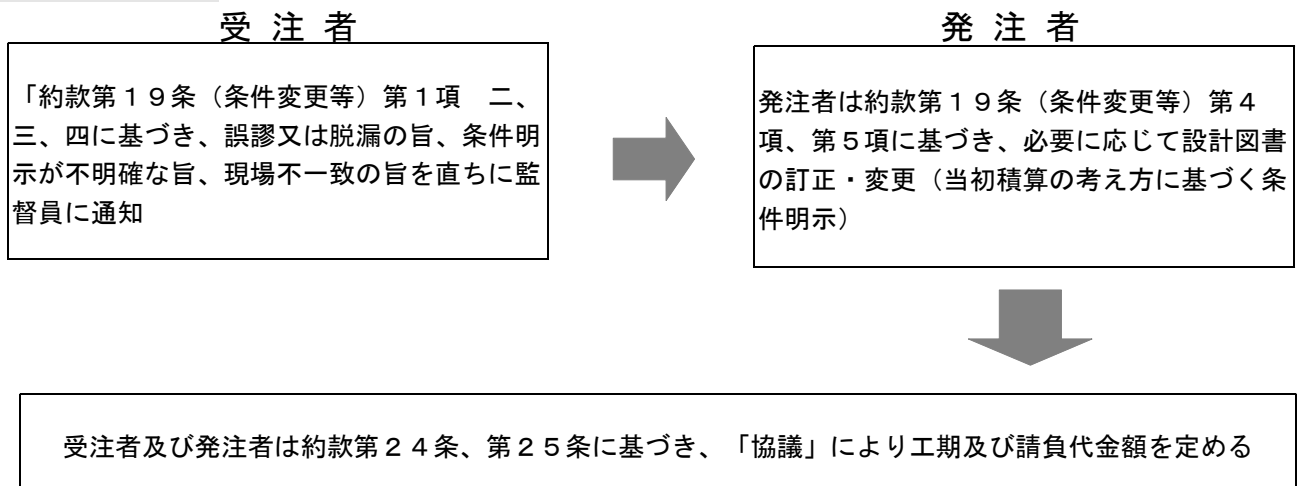 受 注 者
「約款第19条（条件変更等）第1項　二、
三、四に基づき、誤謬又は脱漏の旨、条件明
示が不明確な旨、現場不一致の旨を直ちに監
督員に通知
発 注 者
発注者は約款第19条（条件変更等）第4
項、第5項に基づき、必要に応じて設計図書
の訂正・変更（当初積算の考え方に基づく条
件明示）
受注者及び発注者は約款第24条、第25条に基づき、「協議」により工期及び請負代金額を定める